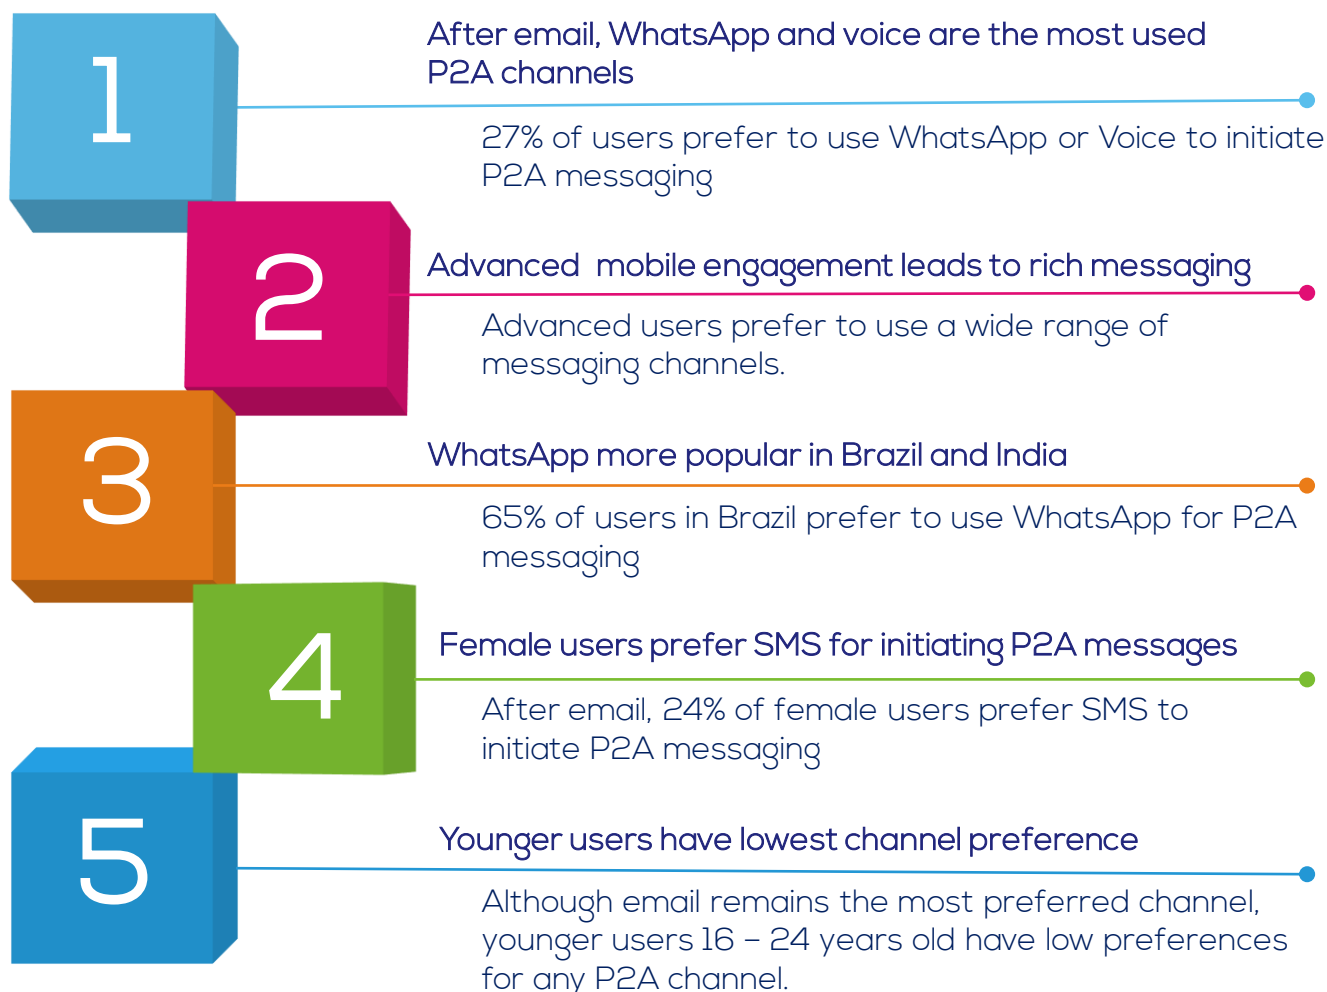 1
After email, WhatsApp and voice are the most used
P2A channels
27% of users prefer to use WhatsApp or Voice to initiate
P2A messaging
2
Advanced mobile engagement leads to rich messaging
Advanced users prefer to use a wide range of
messaging channels.
3
WhatsApp more popular in Brazil and India
65% of users in Brazil prefer to use WhatsApp for P2A
messaging
4
Female users prefer SMS for initiating P2A messages
After email, 24% of female users prefer SMS to
initiate P2A messaging
5
Younger users have lowest channel preference
Although email remains the most preferred channel,
younger users 16 – 24 years old have low preferences
for any P2A channel.